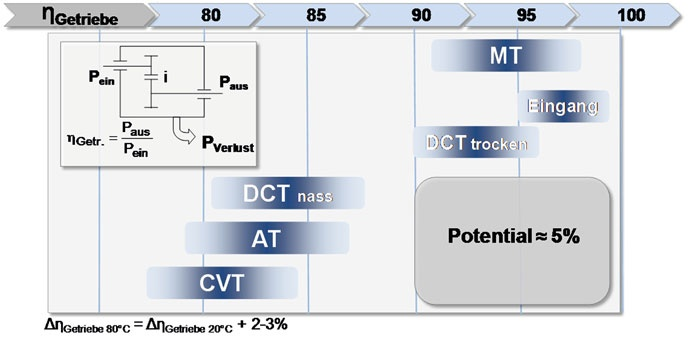 ηGetriebe 80 85 90 95 100
MT
Pein i Paus
Eingang
ηGetr. = Paus / Pein
PVerlust
DCT trocken
DCT nass
AT
Potential ≈ 5%
CVT
ΔηGetriebe 80°C = ΔηGetriebe 20°C + 2–3%